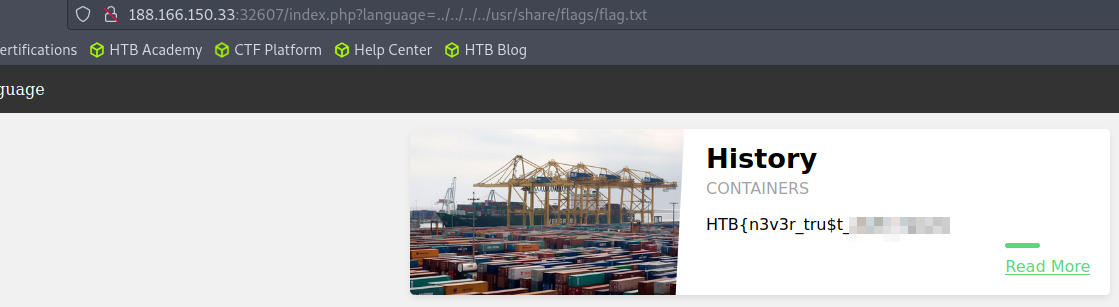 188.166.150.33:32607/index.php?language=../../../../usr/share/flags/flag.txt
ertifications HTB Academy CTF Platform Help Center HTB Blog
guage
History
CONTAINERS
HTB{n3v3r_tru$t_
Read More